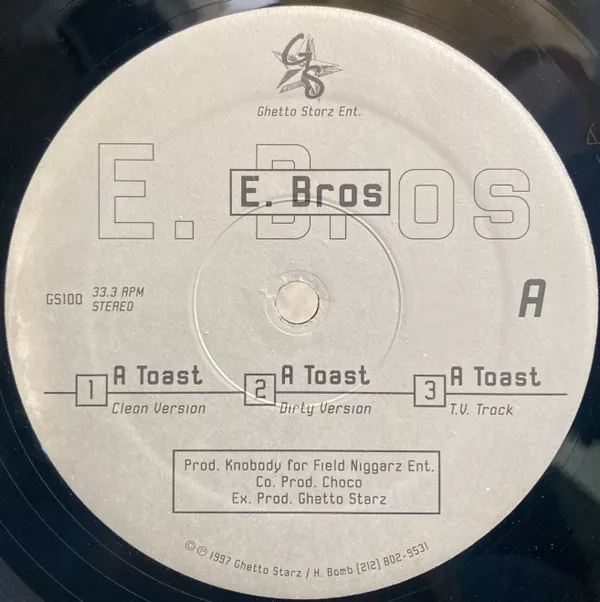 GS
Ghetto Starz Ent.
E. Bros
E. Bros
GS100
33.3 RPM
STEREO
A
1 A Toast
Clean Version
2 A Toast
Dirty Version
3 A Toast
T.V. Track
Prod. Knobody for Field Niggarz Ent.
Co. Prod. Choco
Ex. Prod. Ghetto Starz
© ℗ 1997 Ghetto Starz / H. Bomb [212] 802-9531